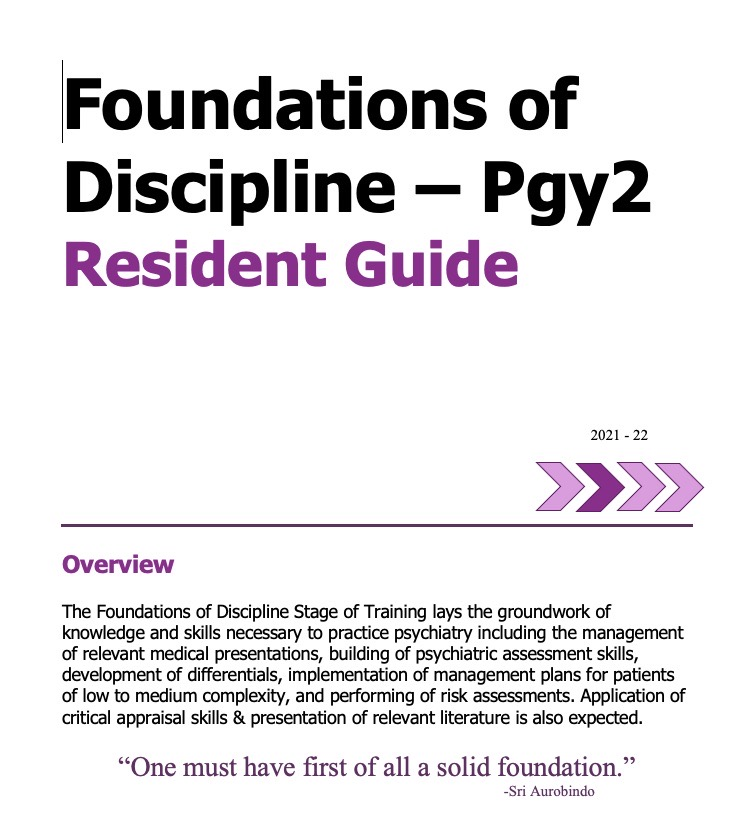 Foundations of
Discipline – Pgy2
Resident Guide
2021 - 22
Overview
The Foundations of Discipline Stage of Training lays the groundwork of
knowledge and skills necessary to practice psychiatry including the management
of relevant medical presentations, building of psychiatric assessment skills,
development of differentials, implementation of management plans for patients
of low to medium complexity, and performing of risk assessments. Application of
critical appraisal skills & presentation of relevant literature is also expected.
“One must have first of all a solid foundation.”
-Sri Aurobindo